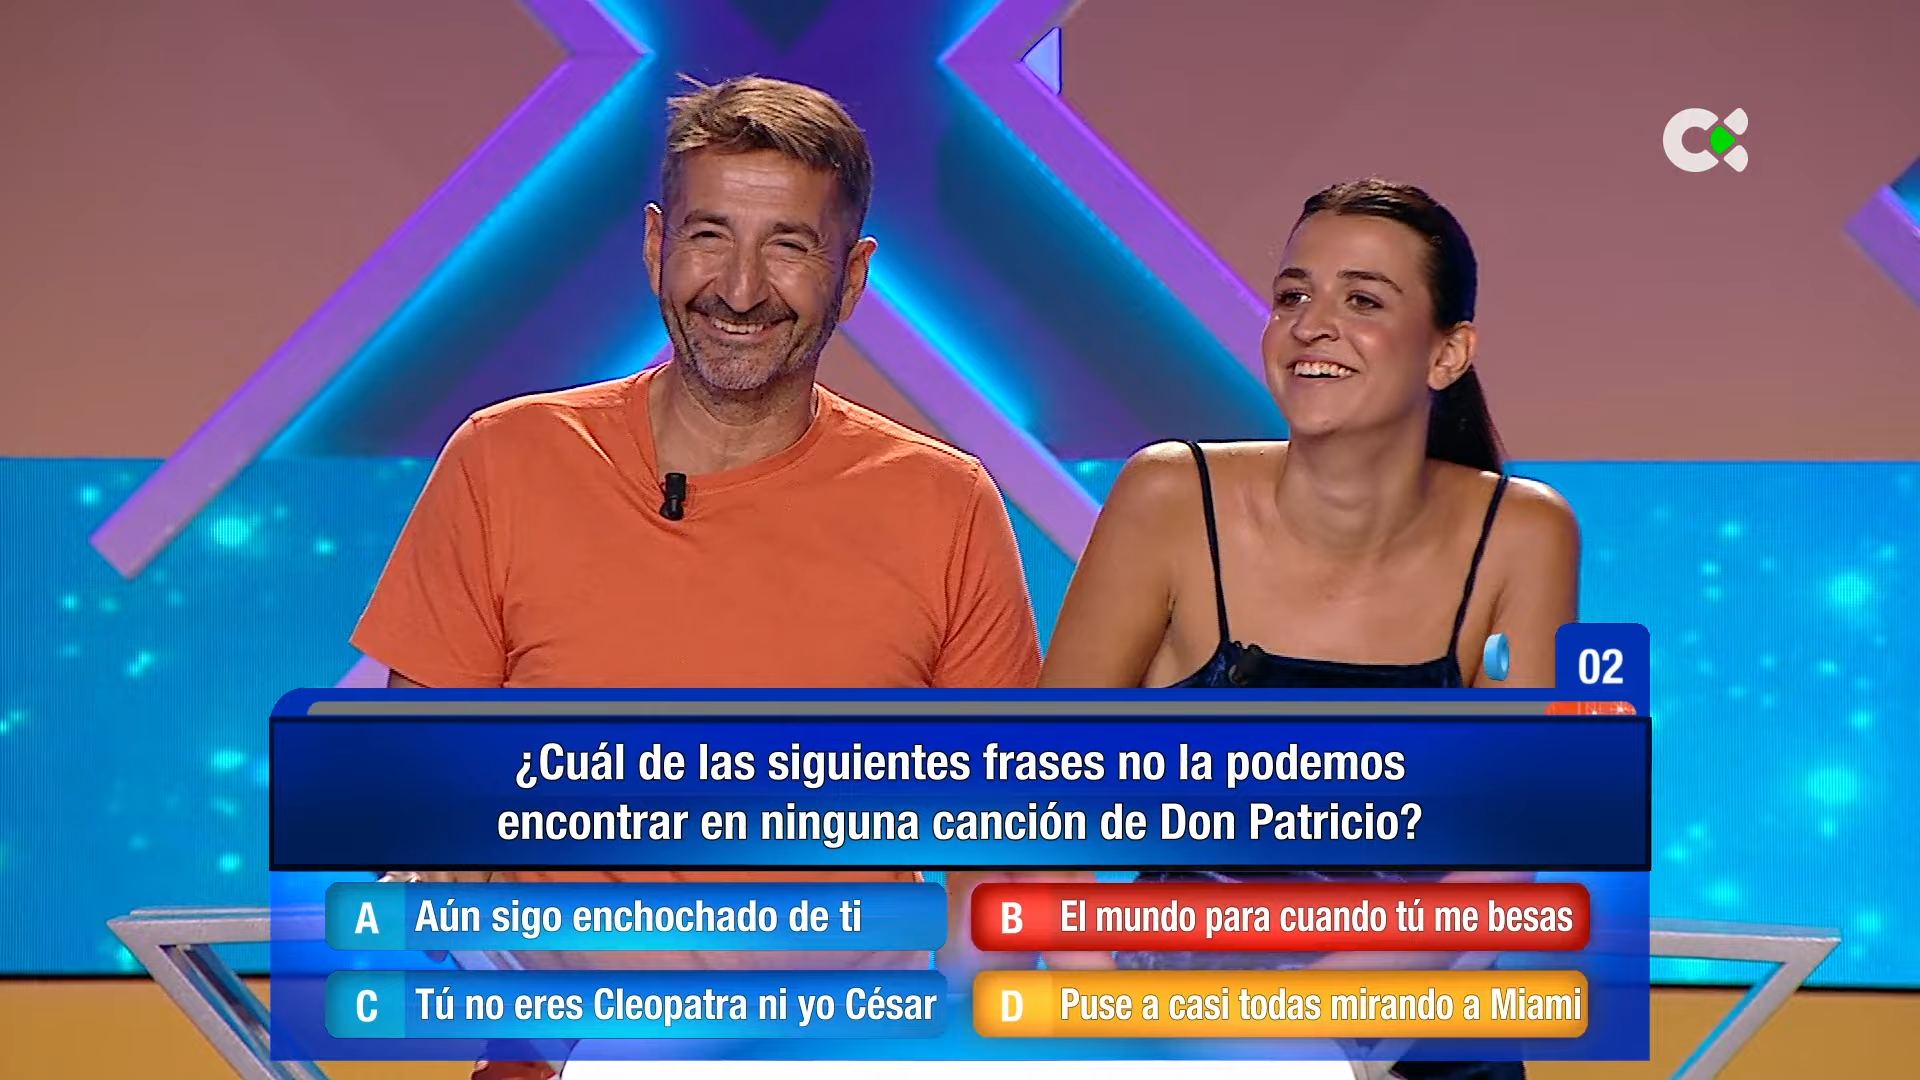 02
¿Cuál de las siguientes frases no la podemos
encontrar en ninguna canción de Don Patricio?
A Aún sigo enchochado de ti
B El mundo para cuando tú me besas
C Tú no eres Cleopatra ni yo César
D Puse a casi todas mirando a Miami